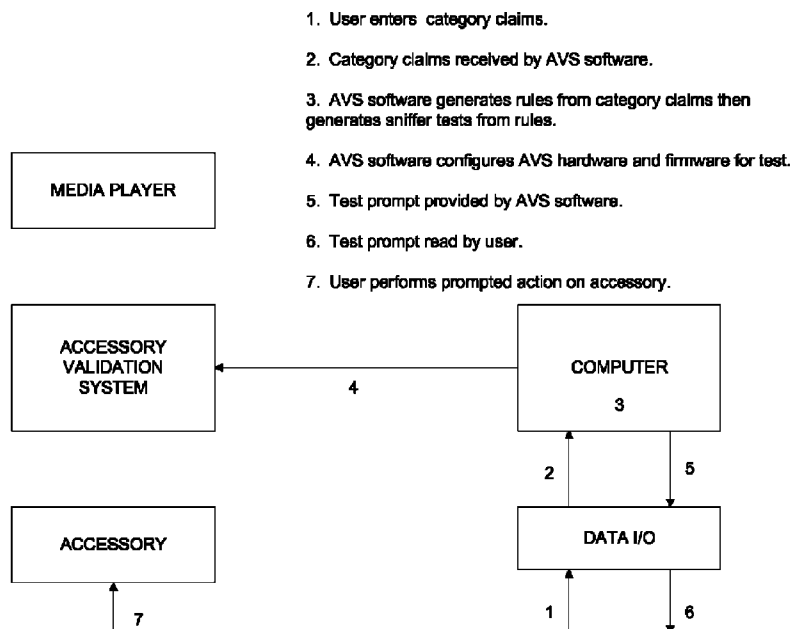 1. User enters category claims.
2. Category claims received by AVS software.
3. AVS software generates rules from category claims then
generates sniffer tests from rules.
4. AVS software configures AVS hardware and firmware for test.
5. Test prompt provided by AVS software.
6. Test prompt read by user.
7. User performs prompted action on accessory.
MEDIA PLAYER
ACCESSORY
VALIDATION
SYSTEM
4
COMPUTER
3
2
5
ACCESSORY
DATA I/O
7
1
6